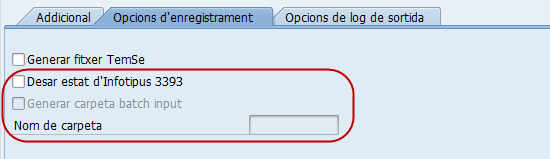 Addicional Opcions d'enregistrament Opcions de log de sortida
Generar fitxer TemSe
Desar estat d'Infotipus 3393
Generar carpeta batch input
Nom de carpeta